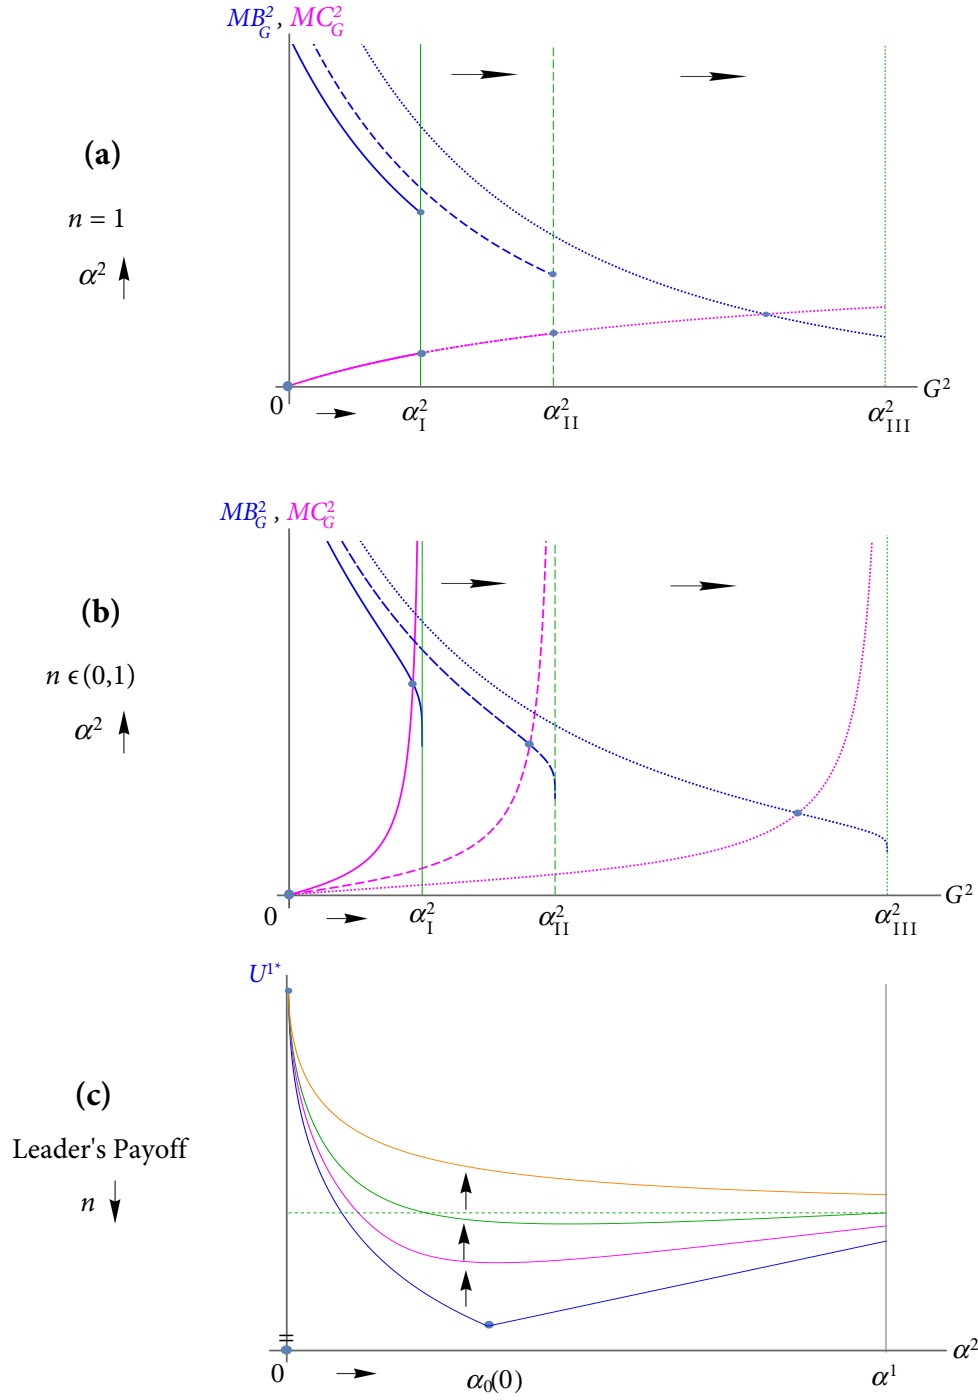 MB²_G , MC²_G
(a)
n = 1
α² ↑
0 → α²_I α²_II α²_III G²
MB²_G , MC²_G
(b)
n ϵ (0,1)
α² ↑
0 → α²_I α²_II α²_III G²
U¹*
(c)
Leader's Payoff
n ↓
0 → α₀(0) α¹ α²